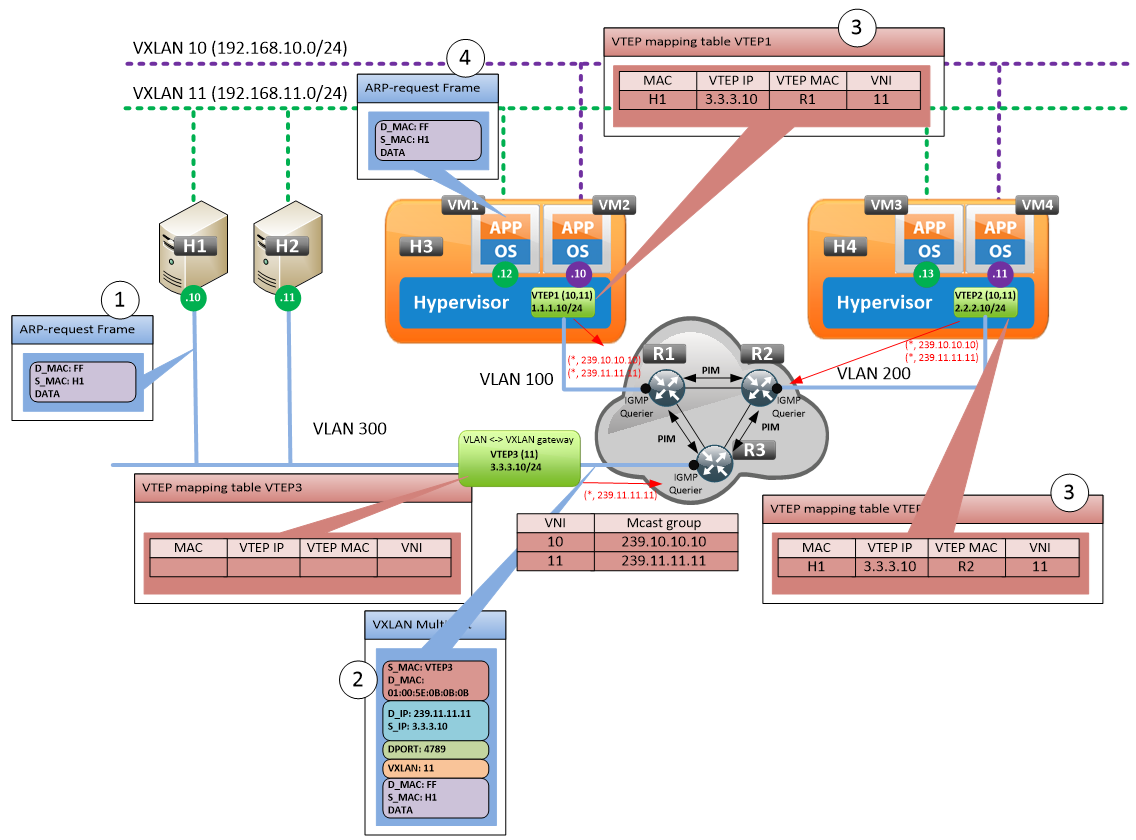 VXLAN 10 (192.168.10.0/24)
VXLAN 11 (192.168.11.0/24)
4
ARP-request Frame
D_MAC: FF
S_MAC: H1
DATA
3
VTEP mapping table VTEP1
MAC VTEP IP VTEP MAC VNI
H1 3.3.3.10 R1 11
H1
.10
H2
.11
H3
VM1
APP
OS
.12
VM2
APP
OS
.10
Hypervisor
VTEP1 (10,11)
1.1.1.10/24
H4
VM3
APP
OS
.13
VM4
APP
OS
.11
Hypervisor
VTEP2 (10,11)
2.2.2.10/24
1
ARP-request Frame
D_MAC: FF
S_MAC: H1
DATA
(*, 239.10.10.10)
(*, 239.11.11.11)
(*, 239.10.10.10)
(*, 239.11.11.11)
VLAN 100
VLAN 200
VLAN 300
R1
R2
R3
PIM
PIM
PIM
IGMP
Querier
IGMP
Querier
IGMP
Querier
VLAN <-> VXLAN gateway
VTEP3 (11)
3.3.3.10/24
(*, 239.11.11.11)
VTEP mapping table VTEP3
MAC VTEP IP VTEP MAC VNI
VNI Mcast group
10 239.10.10.10
11 239.11.11.11
3
VTEP mapping table
MAC VTEP IP VTEP MAC VNI
H1 3.3.3.10 R2 11
2
VXLAN
S_MAC: VTEP3
D_MAC:
01:00:5E:0B:0B:0B
D_IP: 239.11.11.11
S_IP: 3.3.3.10
DPORT: 4789
VXLAN: 11
D_MAC: FF
S_MAC: H1
DATA